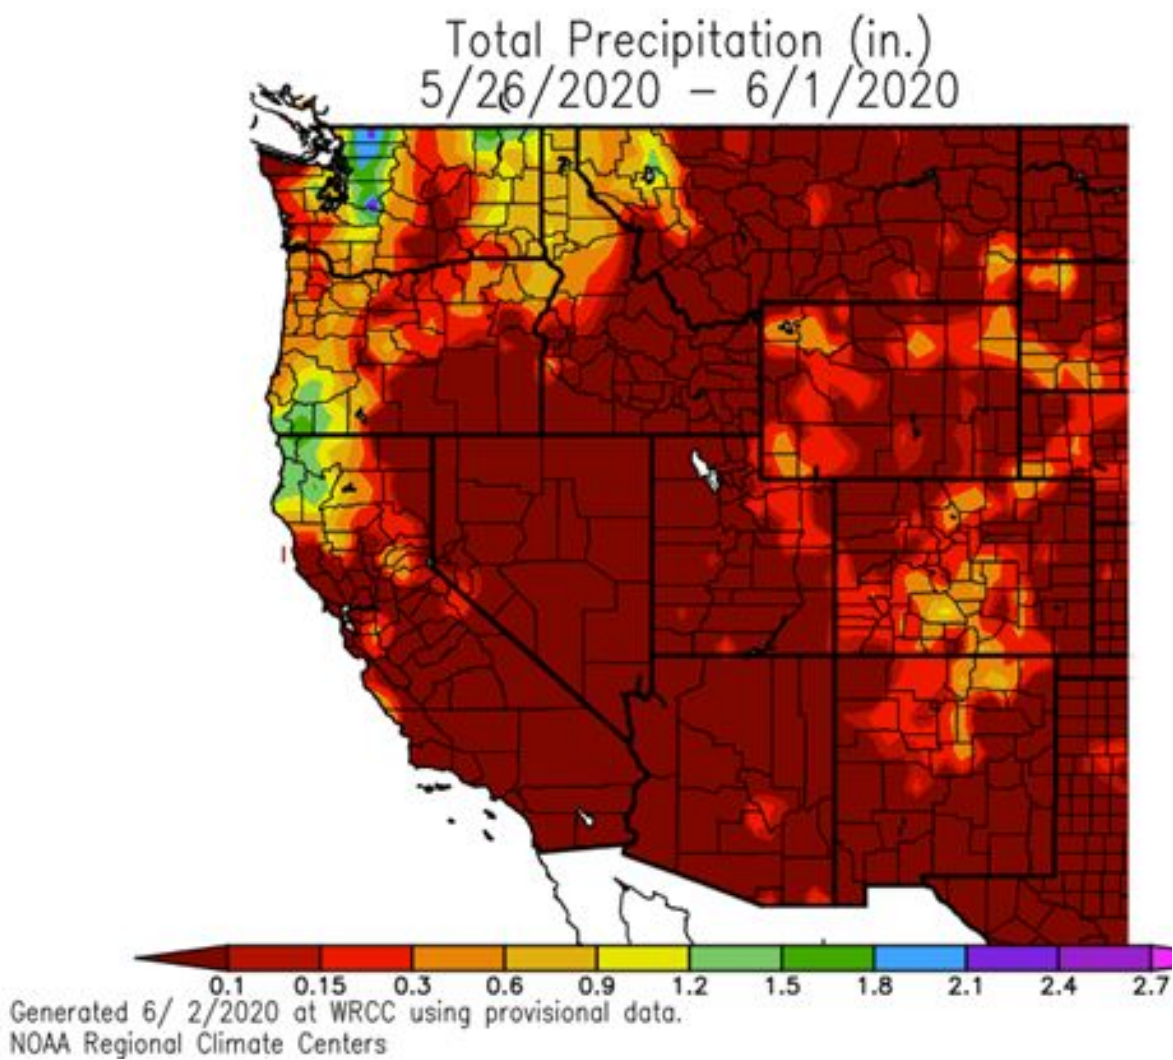 Total Precipitation (in.)
5/26/2020 – 6/1/2020
0.1 0.15 0.3 0.6 0.9 1.2 1.5 1.8 2.1 2.4 2.7
Generated 6/ 2/2020 at WRCC using provisional data.
NOAA Regional Climate Centers